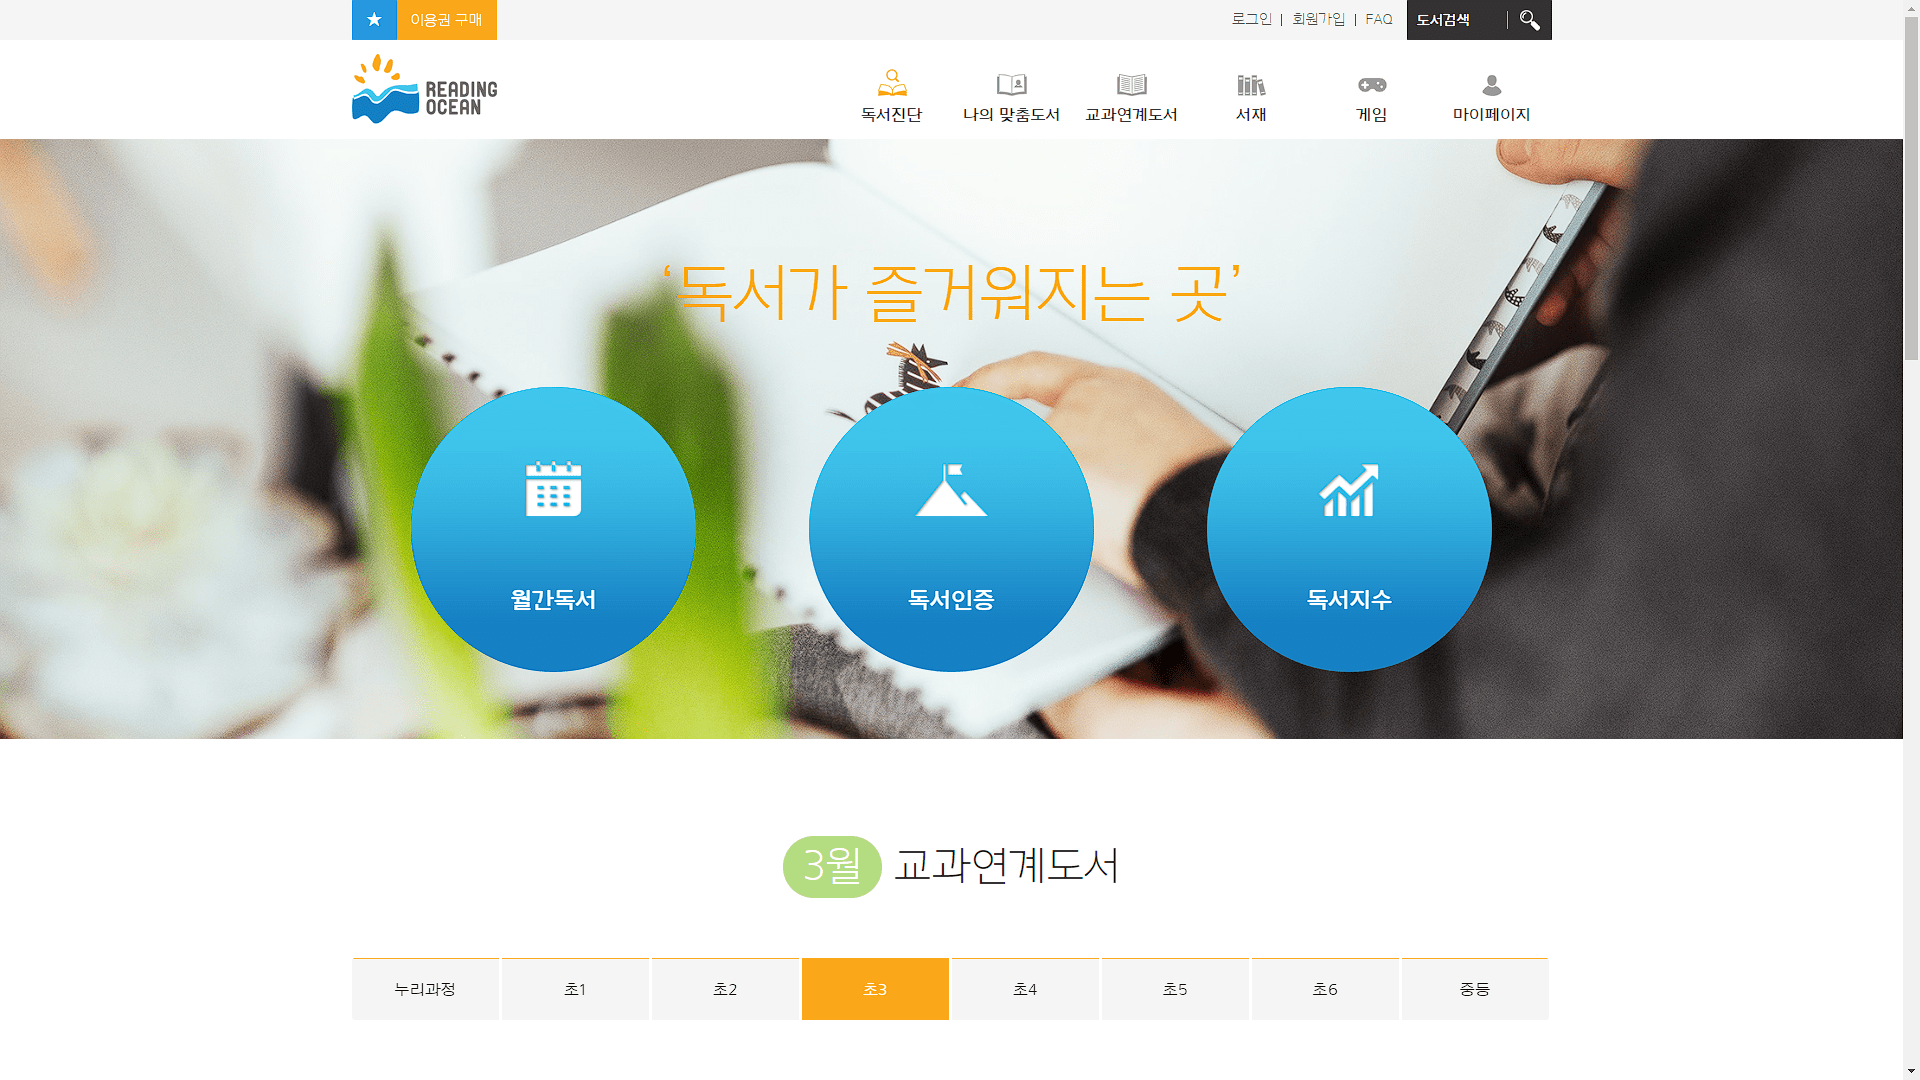 이용권 구매
로그인 | 회원가입 | FAQ
도서검색
READING
OCEAN
독서진단
나의 맞춤도서
교과연계도서
서재
게임
마이페이지
‘독서가 즐거워지는 곳’
월간독서
독서인증
독서지수
3월 교과연계도서
누리과정
초1
초2
초3
초4
초5
초6
중등